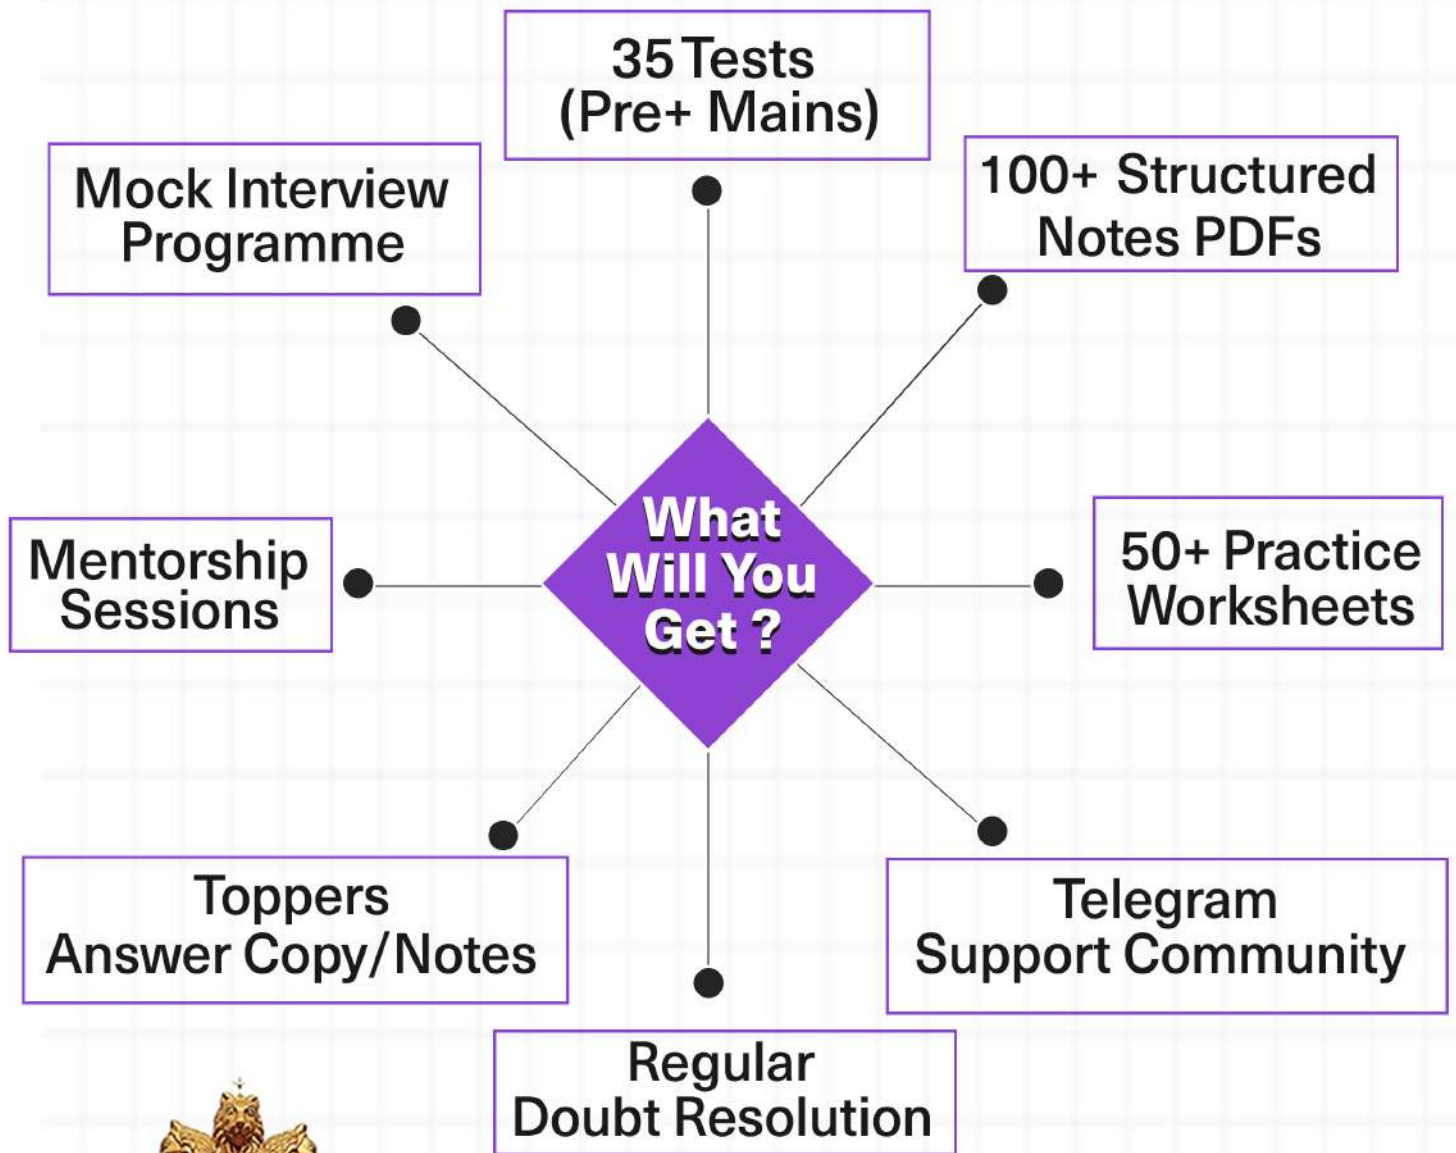 35 Tests
(Pre+ Mains)
Mock Interview
Programme
100+ Structured
Notes PDFs
What
Will You
Get ?
Mentorship
Sessions
50+ Practice
Worksheets
Toppers
Answer Copy/Notes
Telegram
Support Community
Regular
Doubt Resolution